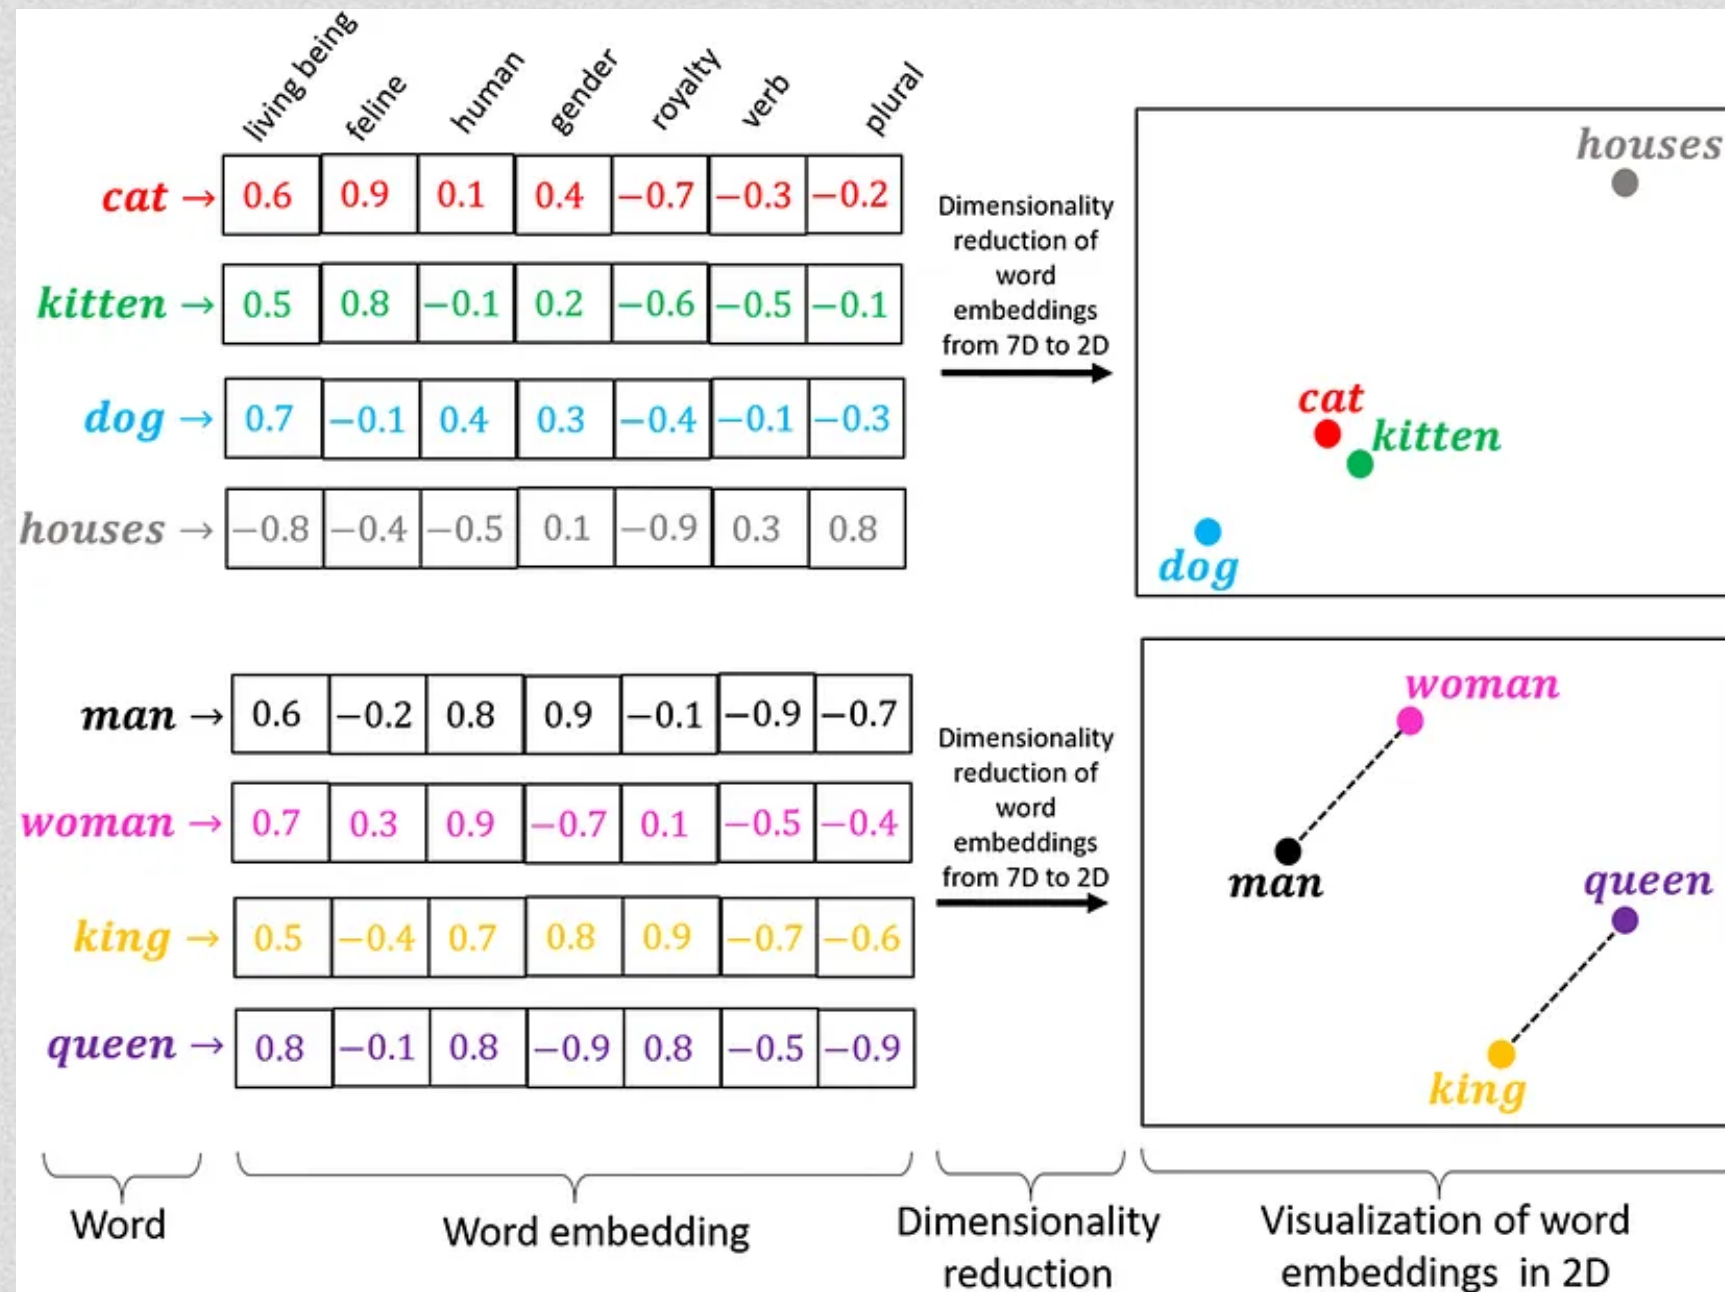 living being feline human gender royalty verb plural
cat → 0.6 0.9 0.1 0.4 −0.7 −0.3 −0.2
kitten → 0.5 0.8 −0.1 0.2 −0.6 −0.5 −0.1
dog → 0.7 −0.1 0.4 0.3 −0.4 −0.1 −0.3
houses → −0.8 −0.4 −0.5 0.1 −0.9 0.3 0.8
Dimensionality
reduction of
word
embeddings
from 7D to 2D
houses
cat
kitten
dog
man → 0.6 −0.2 0.8 0.9 −0.1 −0.9 −0.7
woman → 0.7 0.3 0.9 −0.7 0.1 −0.5 −0.4
king → 0.5 −0.4 0.7 0.8 0.9 −0.7 −0.6
queen → 0.8 −0.1 0.8 −0.9 0.8 −0.5 −0.9
Dimensionality
reduction of
word
embeddings
from 7D to 2D
woman
man
queen
king
Word
Word embedding
Dimensionality
reduction
Visualization of word
embeddings in 2D